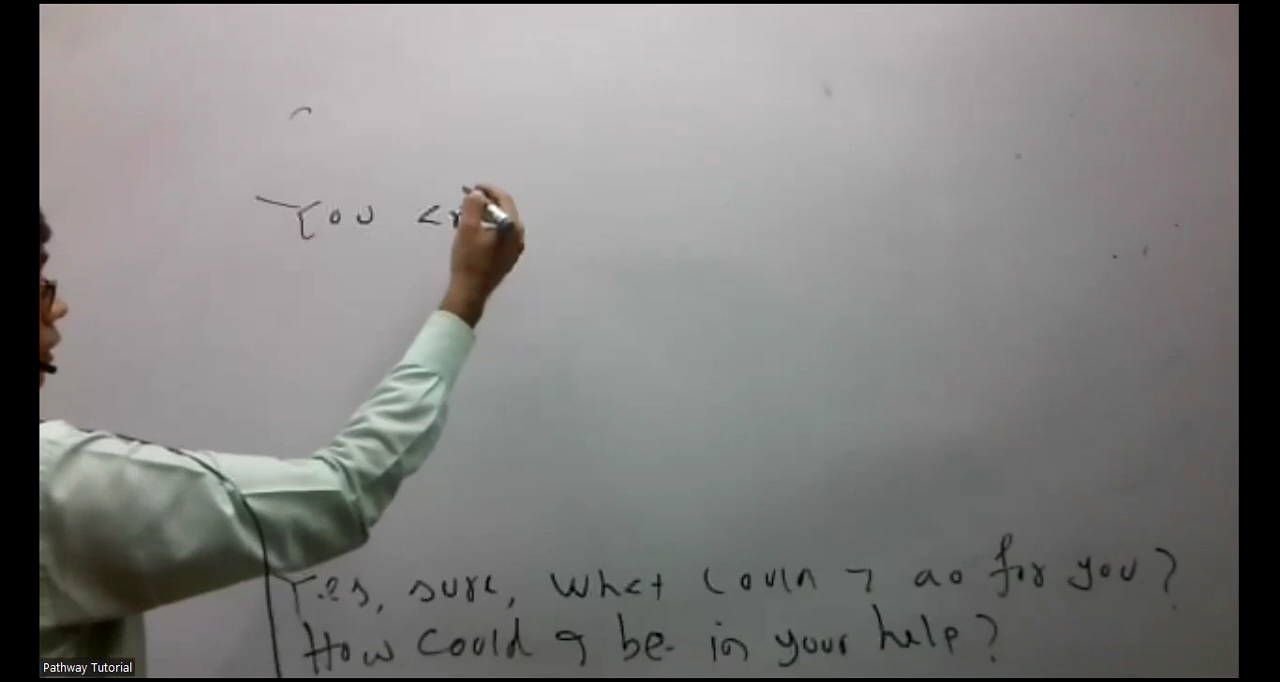 You
Yes, sure, What could I do for you?
How could I be in your help?
Pathway Tutorial